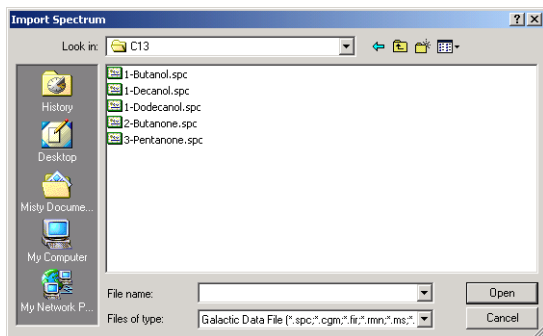 Import Spectrum
Look in: C13
1-Butanol.spc
1-Decanol.spc
1-Dodecanol.spc
2-Butanone.spc
3-Pentanone.spc
History
Desktop
Misty Docume...
My Computer
My Network P...
File name:
Open
Files of type: Galactic Data File (*.spc;*.cgm;*.fir;*.rmn;*.ms;*.
Cancel